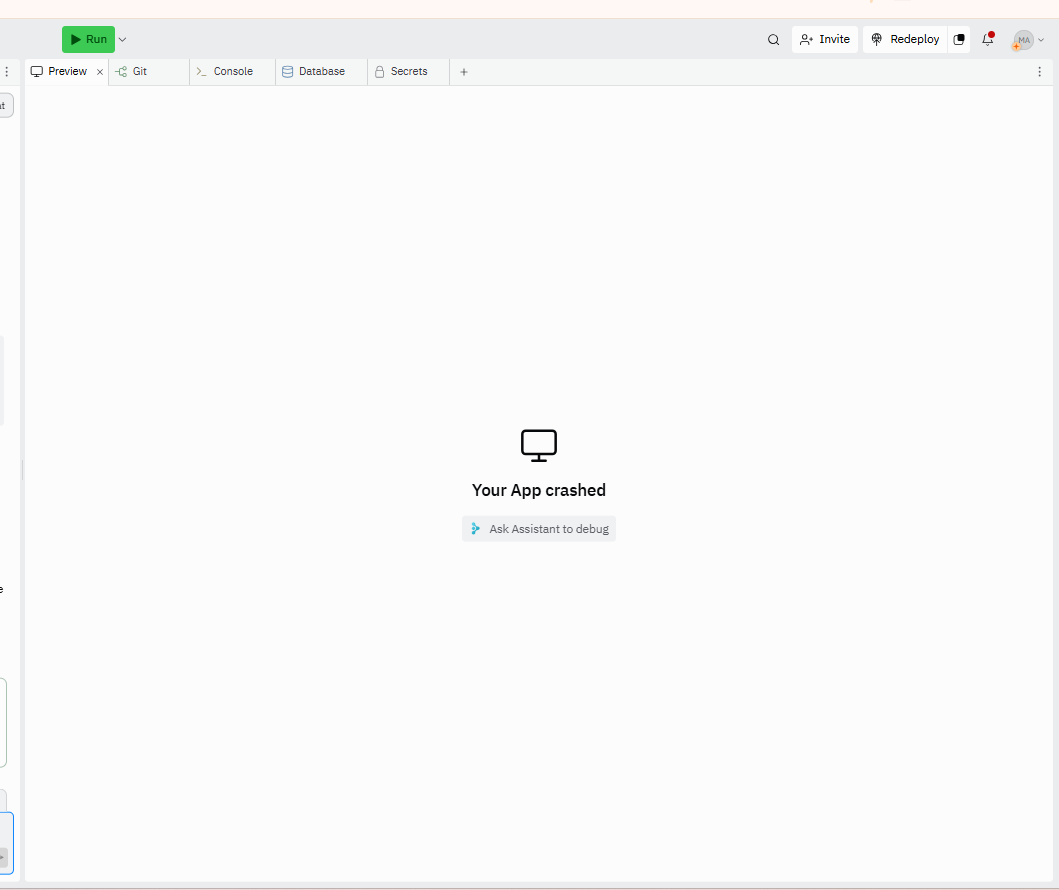 Run
Invite
Redeploy
MA
Preview
Git
Console
Database
Secrets
Your App crashed
Ask Assistant to debug